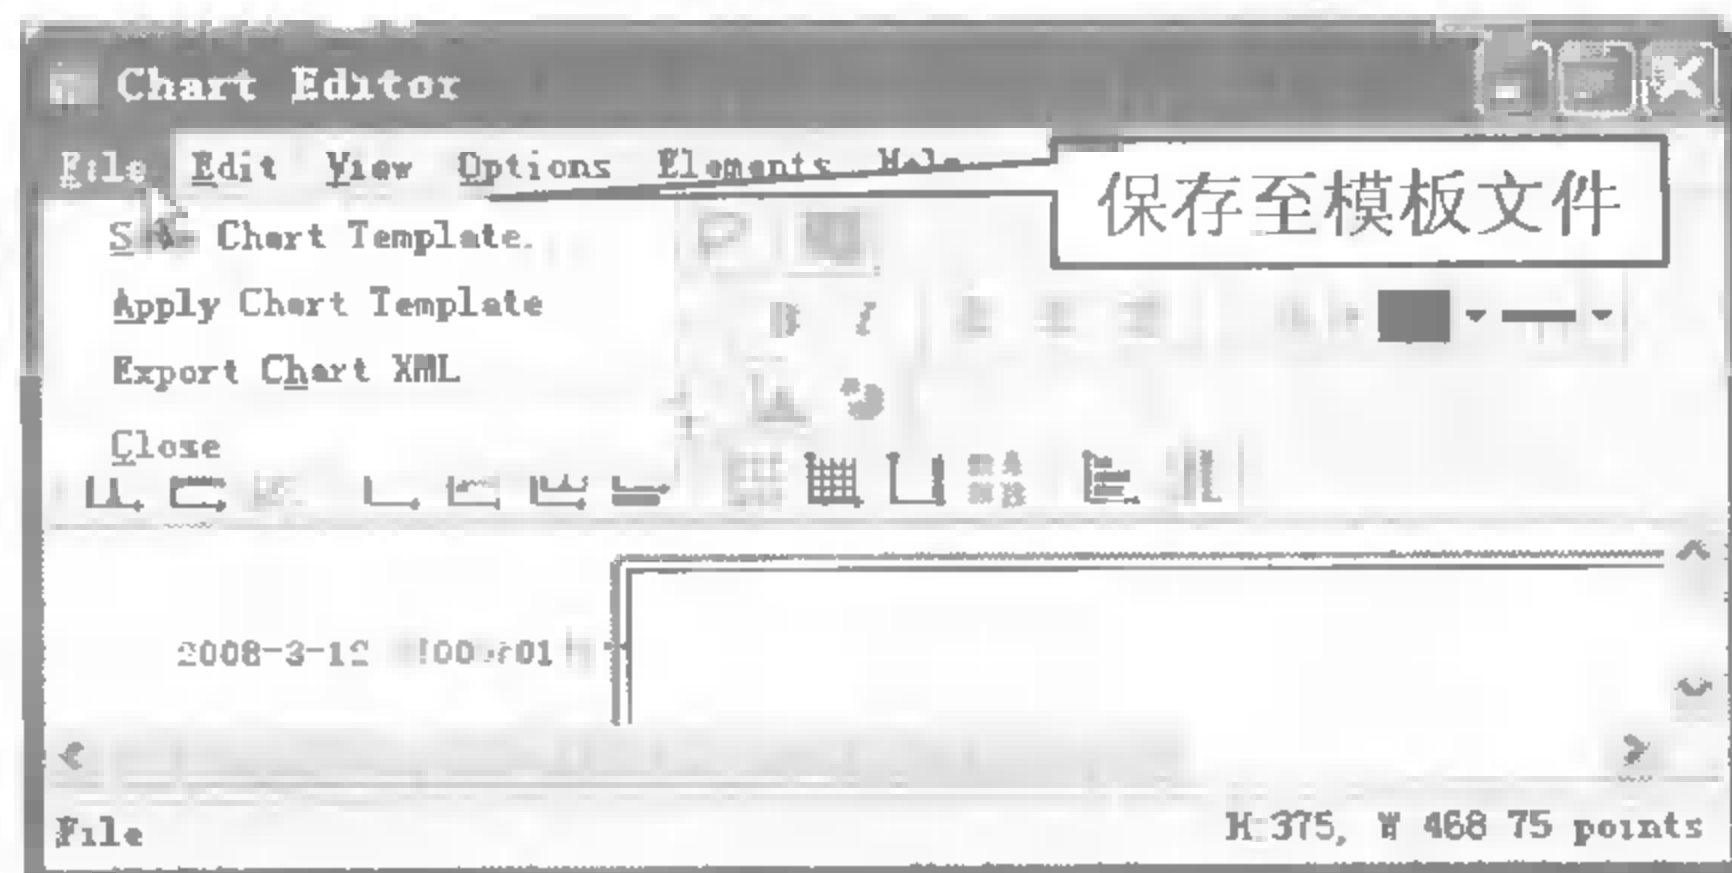 Chart Editor
File Edit View Options Elements Help
保存至模板文件
Chart Template.
Apply Chart Template
Export Chart XML
Close
2008-3-12
File
H:375, W 468 75 points